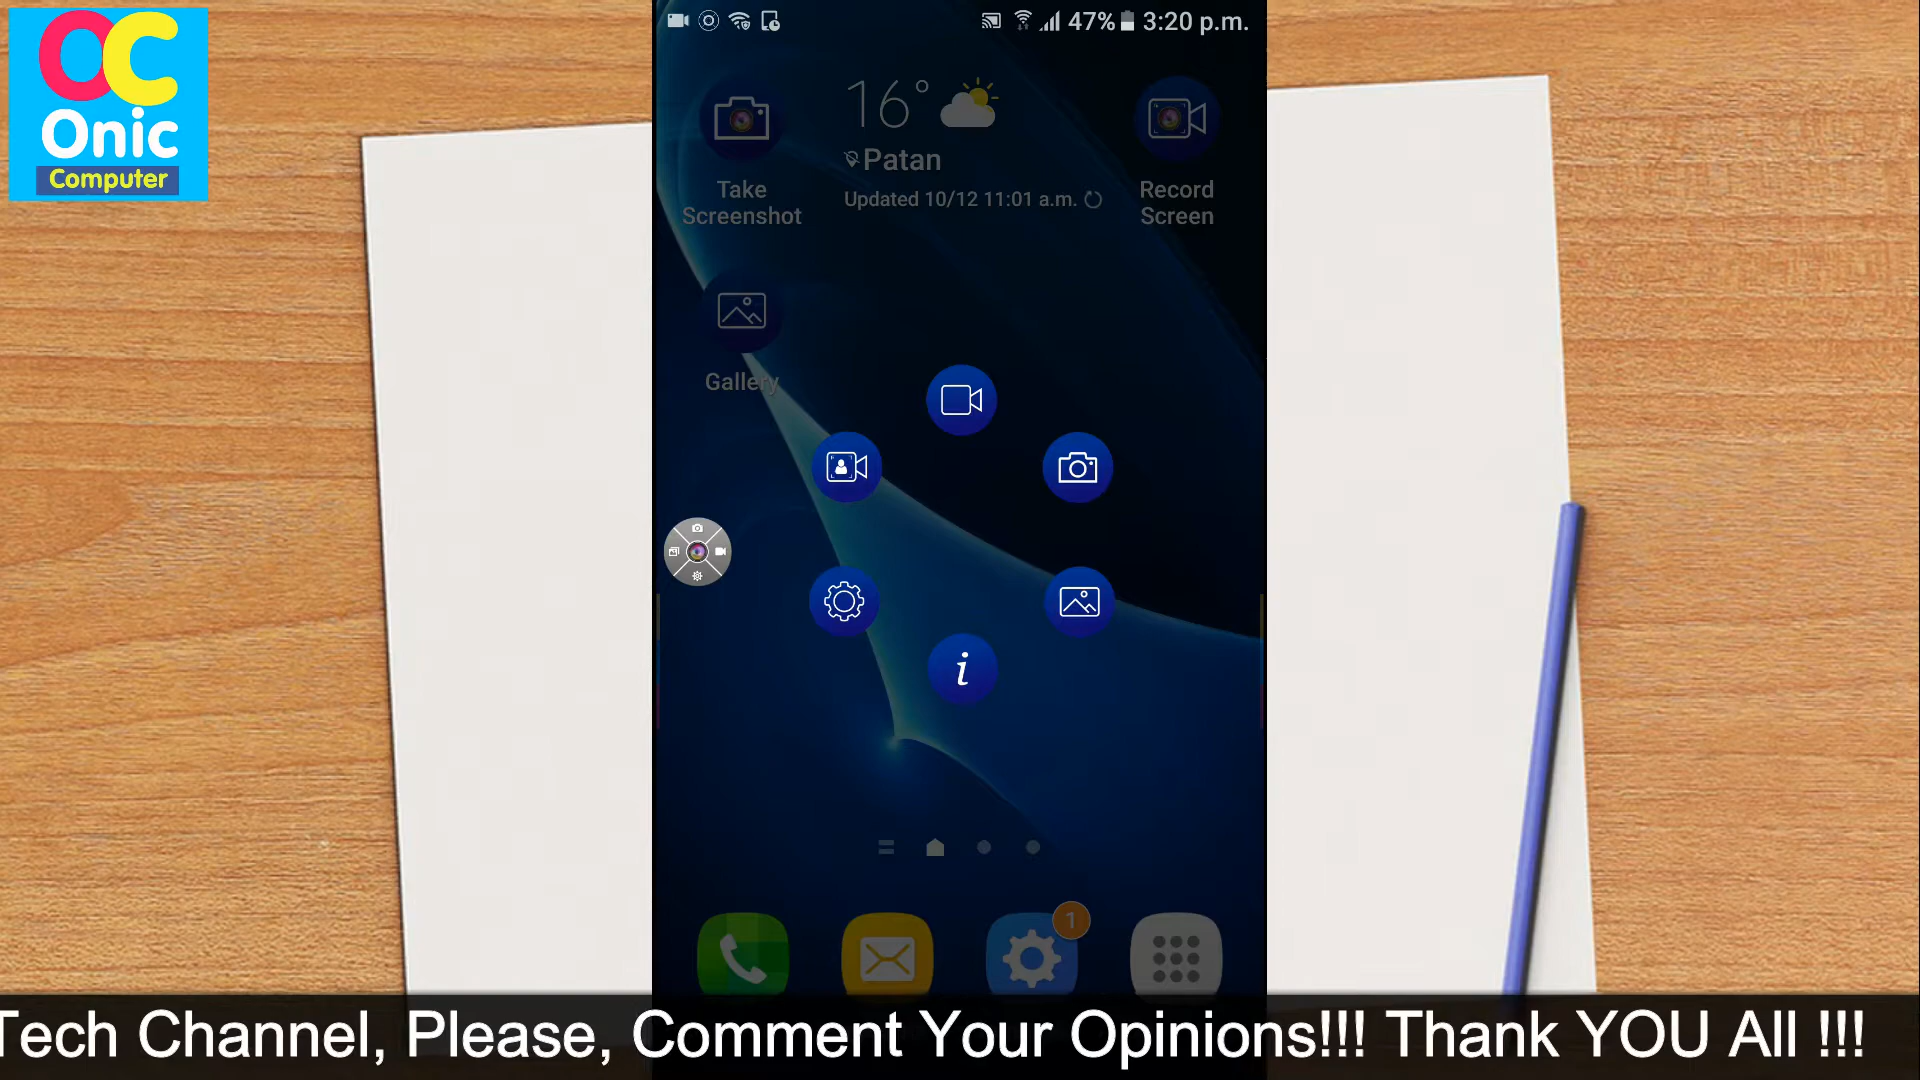 OC
Onic
Computer
47% 3:20 p.m.
16°
Patan
Updated 10/12 11:01 a.m.
Take
Screenshot
Record
Screen
Gallery
i
1
Tech Channel, Please, Comment Your Opinions!!! Thank YOU All !!!